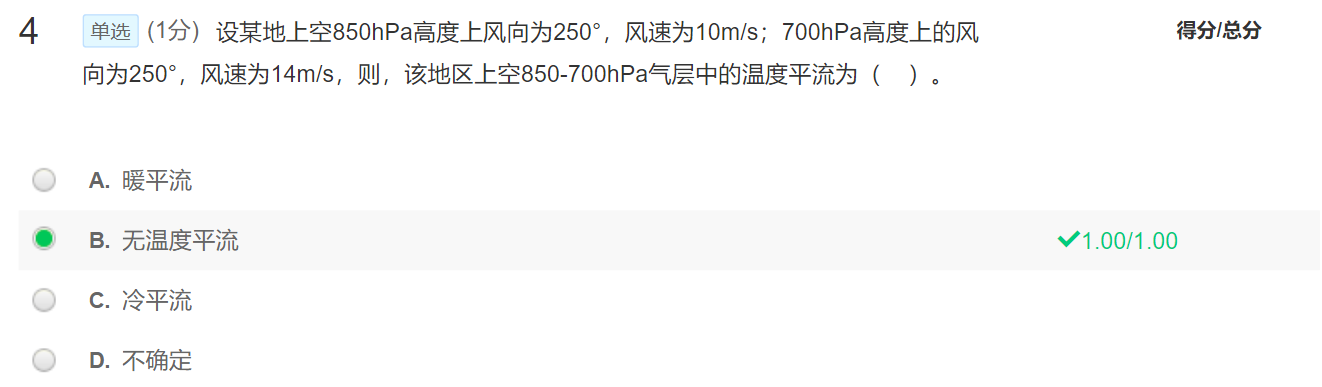 4 单选 (1分) 设某地上空850hPa高度上风向为250°，风速为10m/s；700hPa高度上的风 得分/总分
向为250°，风速为14m/s，则，该地区上空850-700hPa气层中的温度平流为（ ）。
A. 暖平流
B. 无温度平流 1.00/1.00
C. 冷平流
D. 不确定